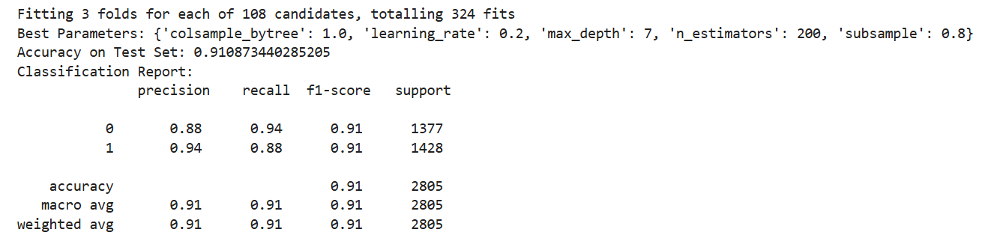 Fitting 3 folds for each of 108 candidates, totalling 324 fits
Best Parameters: {'colsample_bytree': 1.0, 'learning_rate': 0.2, 'max_depth': 7, 'n_estimators': 200, 'subsample': 0.8}
Accuracy on Test Set: 0.910873440285205
Classification Report:
precision recall f1-score support
0 0.88 0.94 0.91 1377
1 0.94 0.88 0.91 1428
accuracy 0.91 2805
macro avg 0.91 0.91 0.91 2805
weighted avg 0.91 0.91 0.91 2805